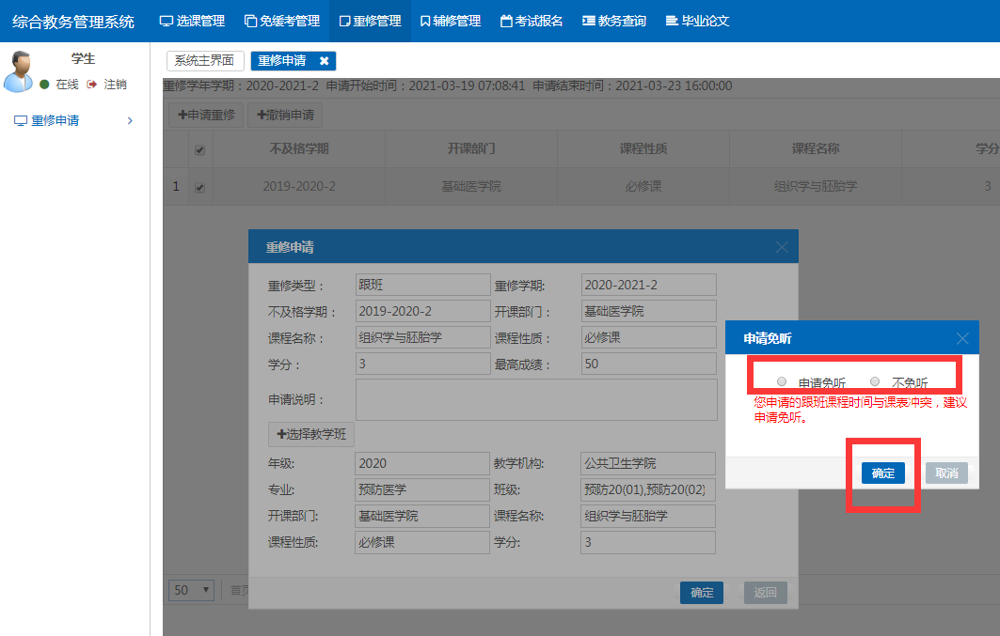 综合教务管理系统 选课管理 免缓考管理 重修管理 辅修管理 考试报名 教务查询 毕业论文
学生
在线 注销
重修申请
系统主界面 重修申请
重修学年学期：2020-2021-2 申请开始时间：2021-03-19 07:08:41 申请结束时间：2021-03-23 16:00:00
申请重修 撤销申请
不及格学期 开课部门 课程性质 课程名称 学分
1 2019-2020-2 基础医学院 必修课 组织学与胚胎学 3
重修申请
重修类型： 跟班 重修学期: 2020-2021-2
不及格学期： 2019-2020-2 开课部门： 基础医学院
课程名称： 组织学与胚胎学 课程性质： 必修课
学分： 3 最高成绩： 50
申请说明：
选择教学班
年级: 2020 教学机构: 公共卫生学院
专业: 预防医学 班级: 预防20(01),预防20(02)
开课部门: 基础医学院 课程名称: 组织学与胚胎学
课程性质: 必修课 学分: 3
确定 返回
申请免听
申请免听 不免听
您申请的跟班课程时间与课表冲突，建议
申请免听。
确定 取消
50 首页